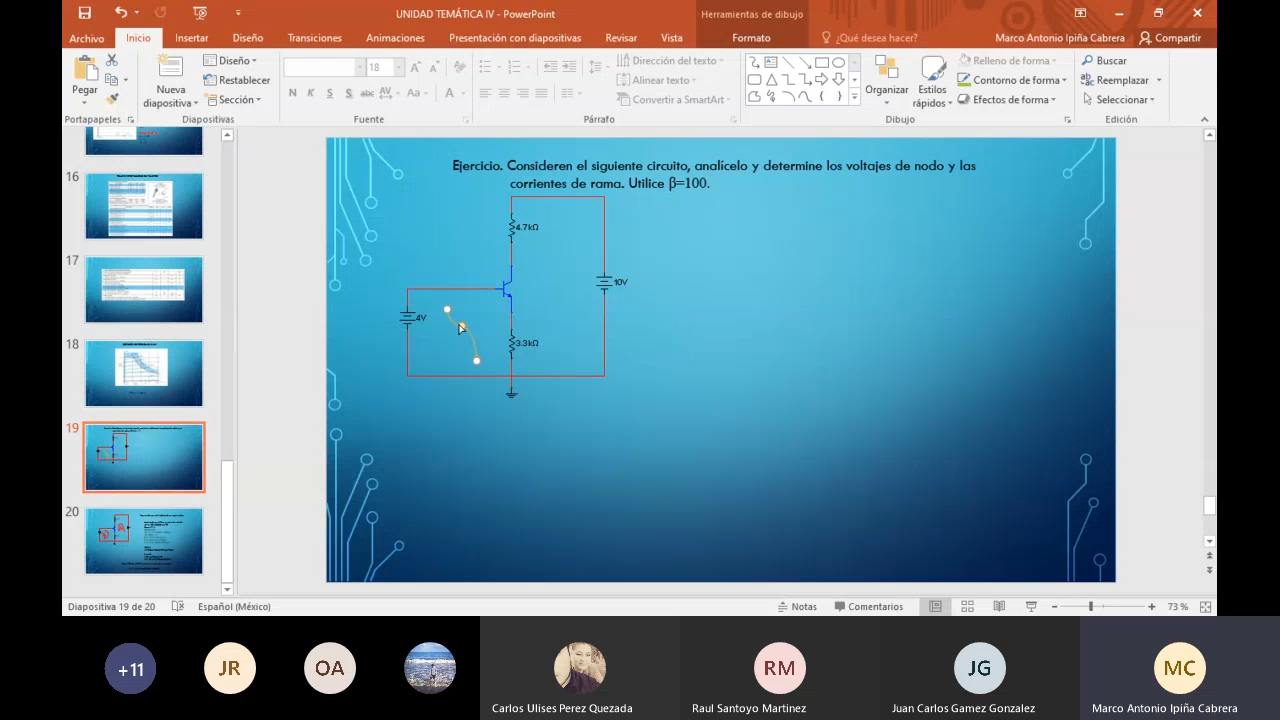 UNIDAD TEMÁTICA IV - PowerPoint
Herramientas de dibujo
Archivo
Inicio
Insertar
Diseño
Transiciones
Animaciones
Presentación con diapositivas
Revisar
Vista
Formato
¿Qué desea hacer?
Marco Antonio Ipiña Cabrera
Compartir
Pegar
Nueva
diapositiva
Diseño
Restablecer
Sección
18
N K S S abc AV Aa A
Dirección del texto
Alinear texto
Convertir a SmartArt
Organizar
Estilos
rápidos
Relleno de forma
Contorno de forma
Efectos de forma
Buscar
Reemplazar
Seleccionar
Portapapeles
Diapositivas
Fuente
Párrafo
Dibujo
Edición
16
17
18
19
20
Ejercicio. Consideren el siguiente circuito, analícelo y determine los voltajes de nodo y las
corrientes de rama. Utilice β=100.
4.7kΩ
10V
4V
3.3kΩ
Diapositiva 19 de 20
Español (México)
Notas
Comentarios
73 %
+11
JR
OA
RM
JG
MC
Carlos Ulises Perez Quezada
Raul Santoyo Martinez
Juan Carlos Gamez Gonzalez
Marco Antonio Ipiña Cabrera